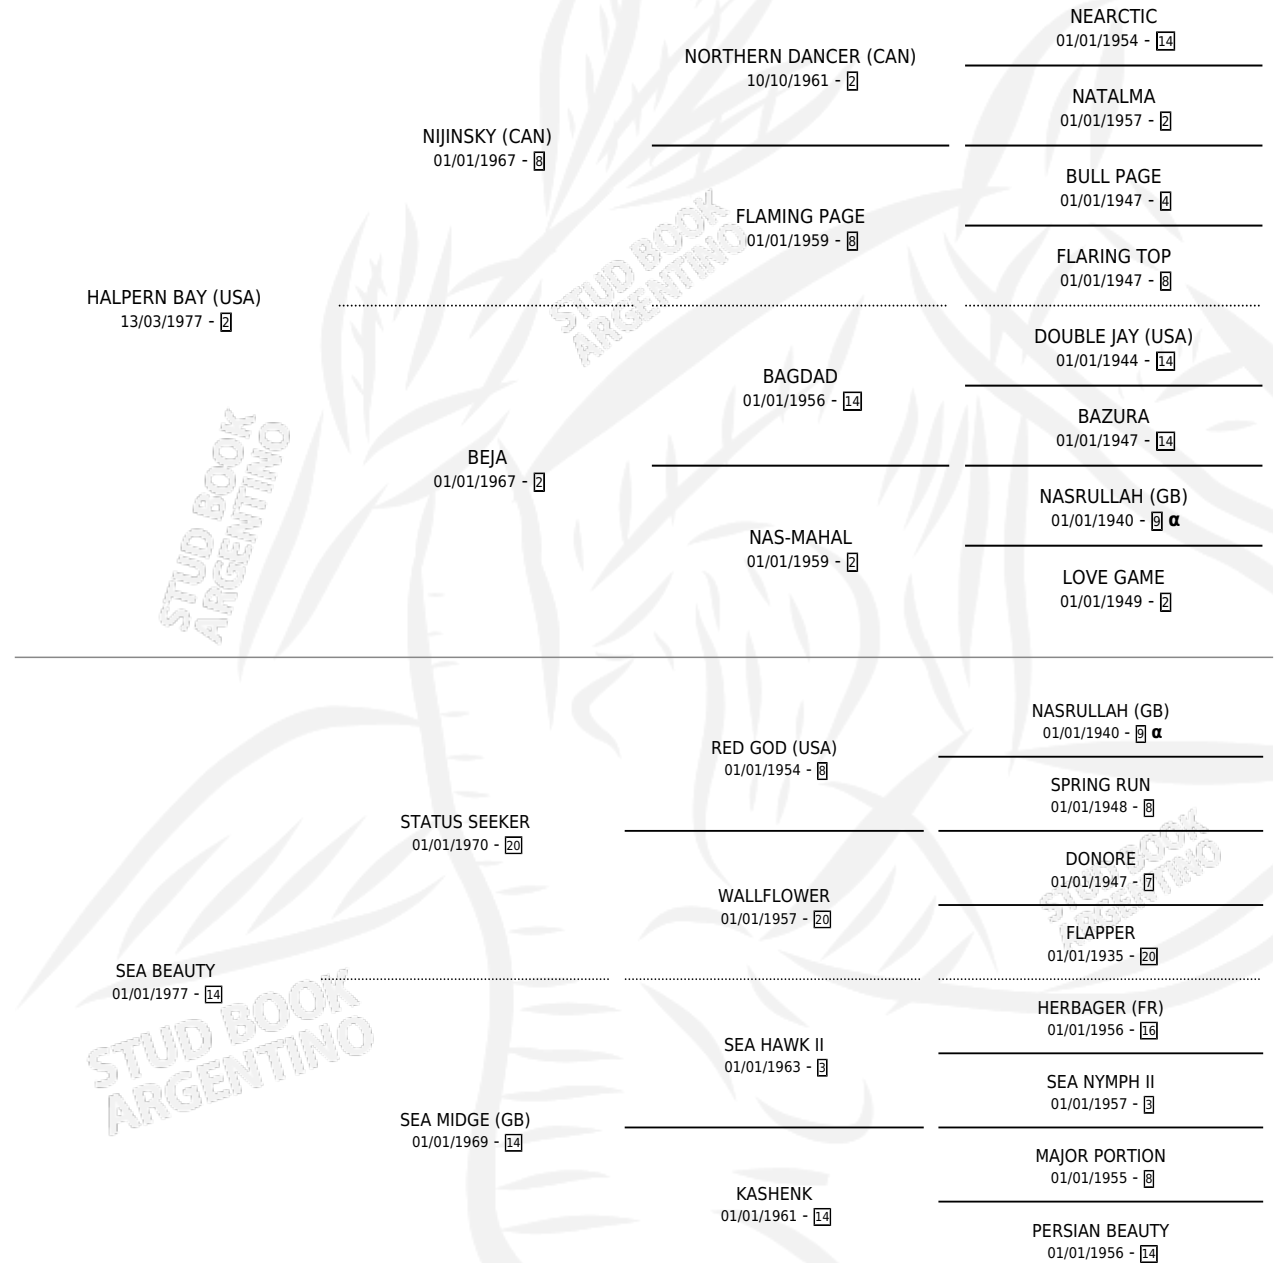 HALPERN BAY (USA)
13/03/1977 - 2
NIJINSKY (CAN)
01/01/1967 - 8
NORTHERN DANCER (CAN)
10/10/1961 - 2
NEARCTIC
01/01/1954 - 14
NATALMA
01/01/1957 - 2
FLAMING PAGE
01/01/1959 - 8
BULL PAGE
01/01/1947 - 4
FLARING TOP
01/01/1947 - 8
BEJA
01/01/1967 - 2
BAGDAD
01/01/1956 - 14
DOUBLE JAY (USA)
01/01/1944 - 14
BAZURA
01/01/1947 - 14
NAS-MAHAL
01/01/1959 - 2
NASRULLAH (GB)
01/01/1940 - 9 α
LOVE GAME
01/01/1949 - 2
SEA BEAUTY
01/01/1977 - 14
STATUS SEEKER
01/01/1970 - 20
RED GOD (USA)
01/01/1954 - 8
NASRULLAH (GB)
01/01/1940 - 9 α
SPRING RUN
01/01/1948 - 8
WALLFLOWER
01/01/1957 - 20
DONORE
01/01/1947 - 7
FLAPPER
01/01/1935 - 20
SEA MIDGE (GB)
01/01/1969 - 14
SEA HAWK II
01/01/1963 - 3
HERBAGER (FR)
01/01/1956 - 16
SEA NYMPH II
01/01/1957 - 3
KASHENK
01/01/1961 - 14
MAJOR PORTION
01/01/1955 - 8
PERSIAN BEAUTY
01/01/1956 - 14
STUD BOOK
ARGENTINO
STUD BOOK
ARGENTINO
STUD BOOK
ARGENTINO
STUD BOOK
ARGENTINO